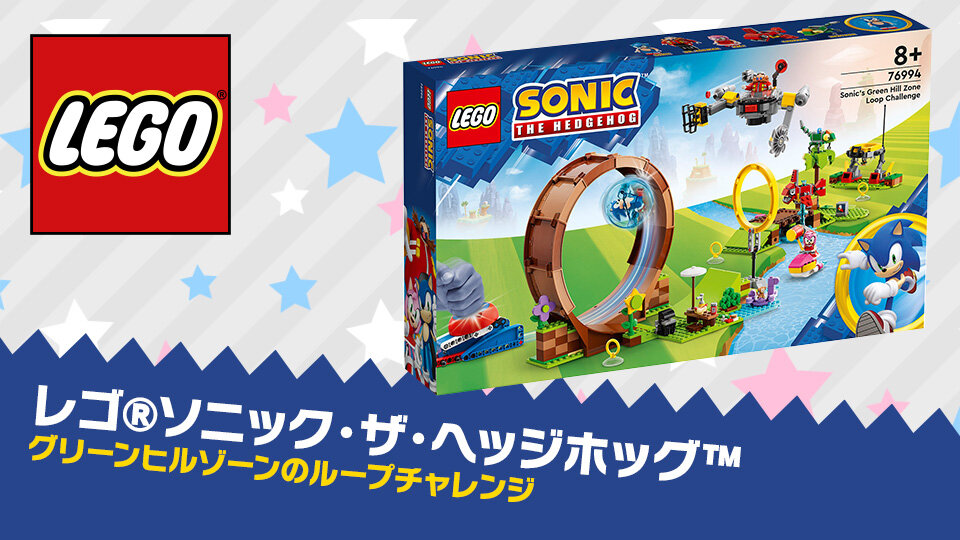 LEGO®
LEGO
SONIC™
THE HEDGEHOG
8+
76994
Sonic's Green Hill Zone
Loop Challenge
LEGO
レゴ®ソニック・ザ・ヘッジホッグ™
グリーンヒルゾーンのループチャレンジ